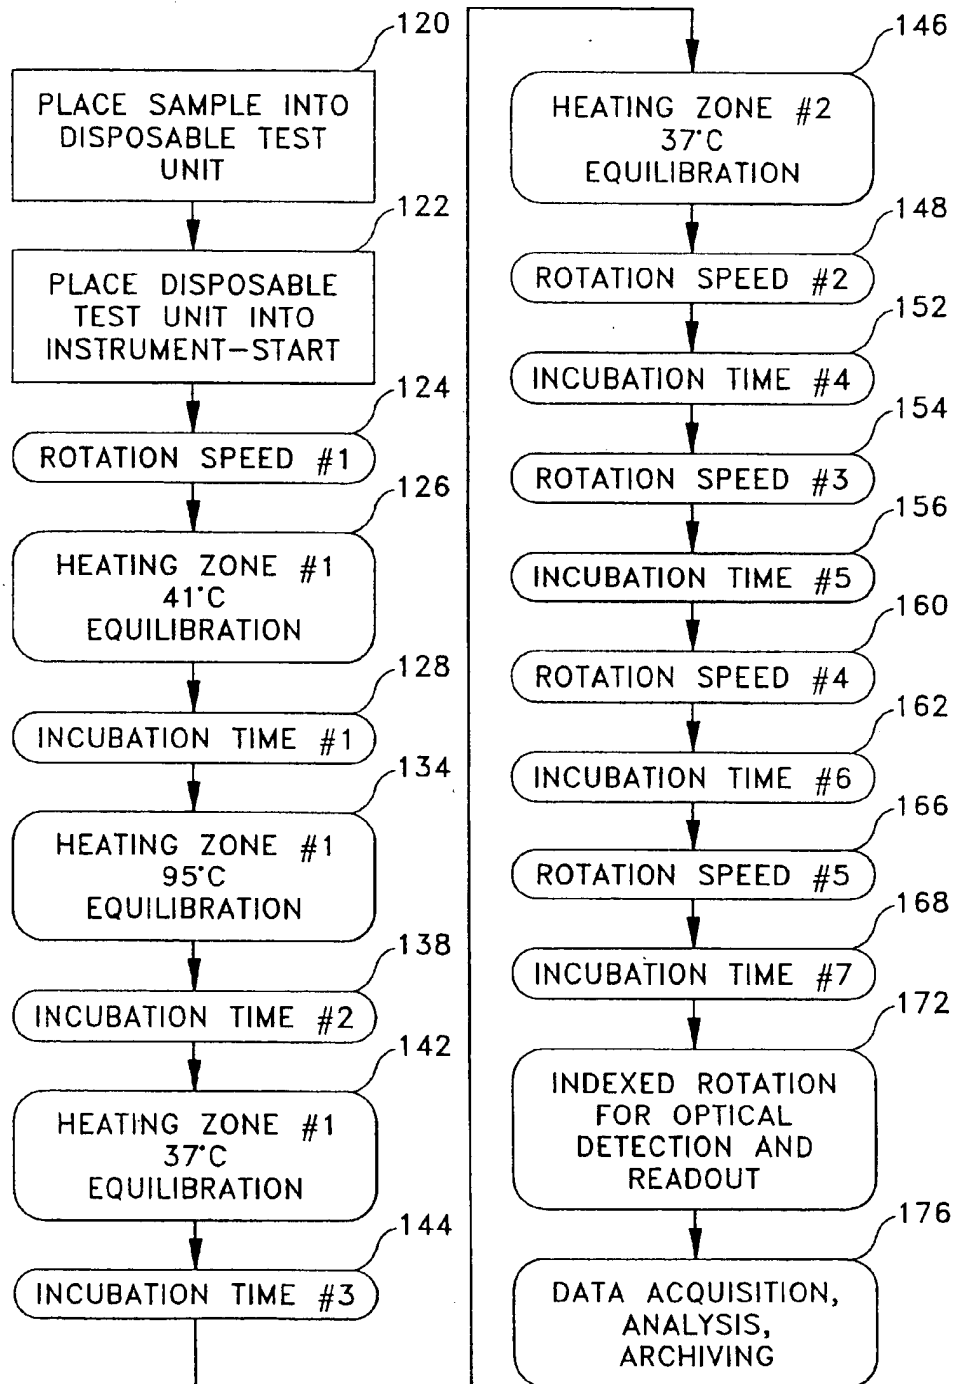 120
PLACE SAMPLE INTO
DISPOSABLE TEST
UNIT
122
PLACE DISPOSABLE
TEST UNIT INTO
INSTRUMENT-START
124
ROTATION SPEED #1
126
HEATING ZONE #1
41°C
EQUILIBRATION
128
INCUBATION TIME #1
134
HEATING ZONE #1
95°C
EQUILIBRATION
138
INCUBATION TIME #2
142
HEATING ZONE #1
37°C
EQUILIBRATION
144
INCUBATION TIME #3
146
HEATING ZONE #2
37°C
EQUILIBRATION
148
ROTATION SPEED #2
152
INCUBATION TIME #4
154
ROTATION SPEED #3
156
INCUBATION TIME #5
160
ROTATION SPEED #4
162
INCUBATION TIME #6
166
ROTATION SPEED #5
168
INCUBATION TIME #7
172
INDEXED ROTATION
FOR OPTICAL
DETECTION AND
READOUT
176
DATA ACQUISITION,
ANALYSIS,
ARCHIVING